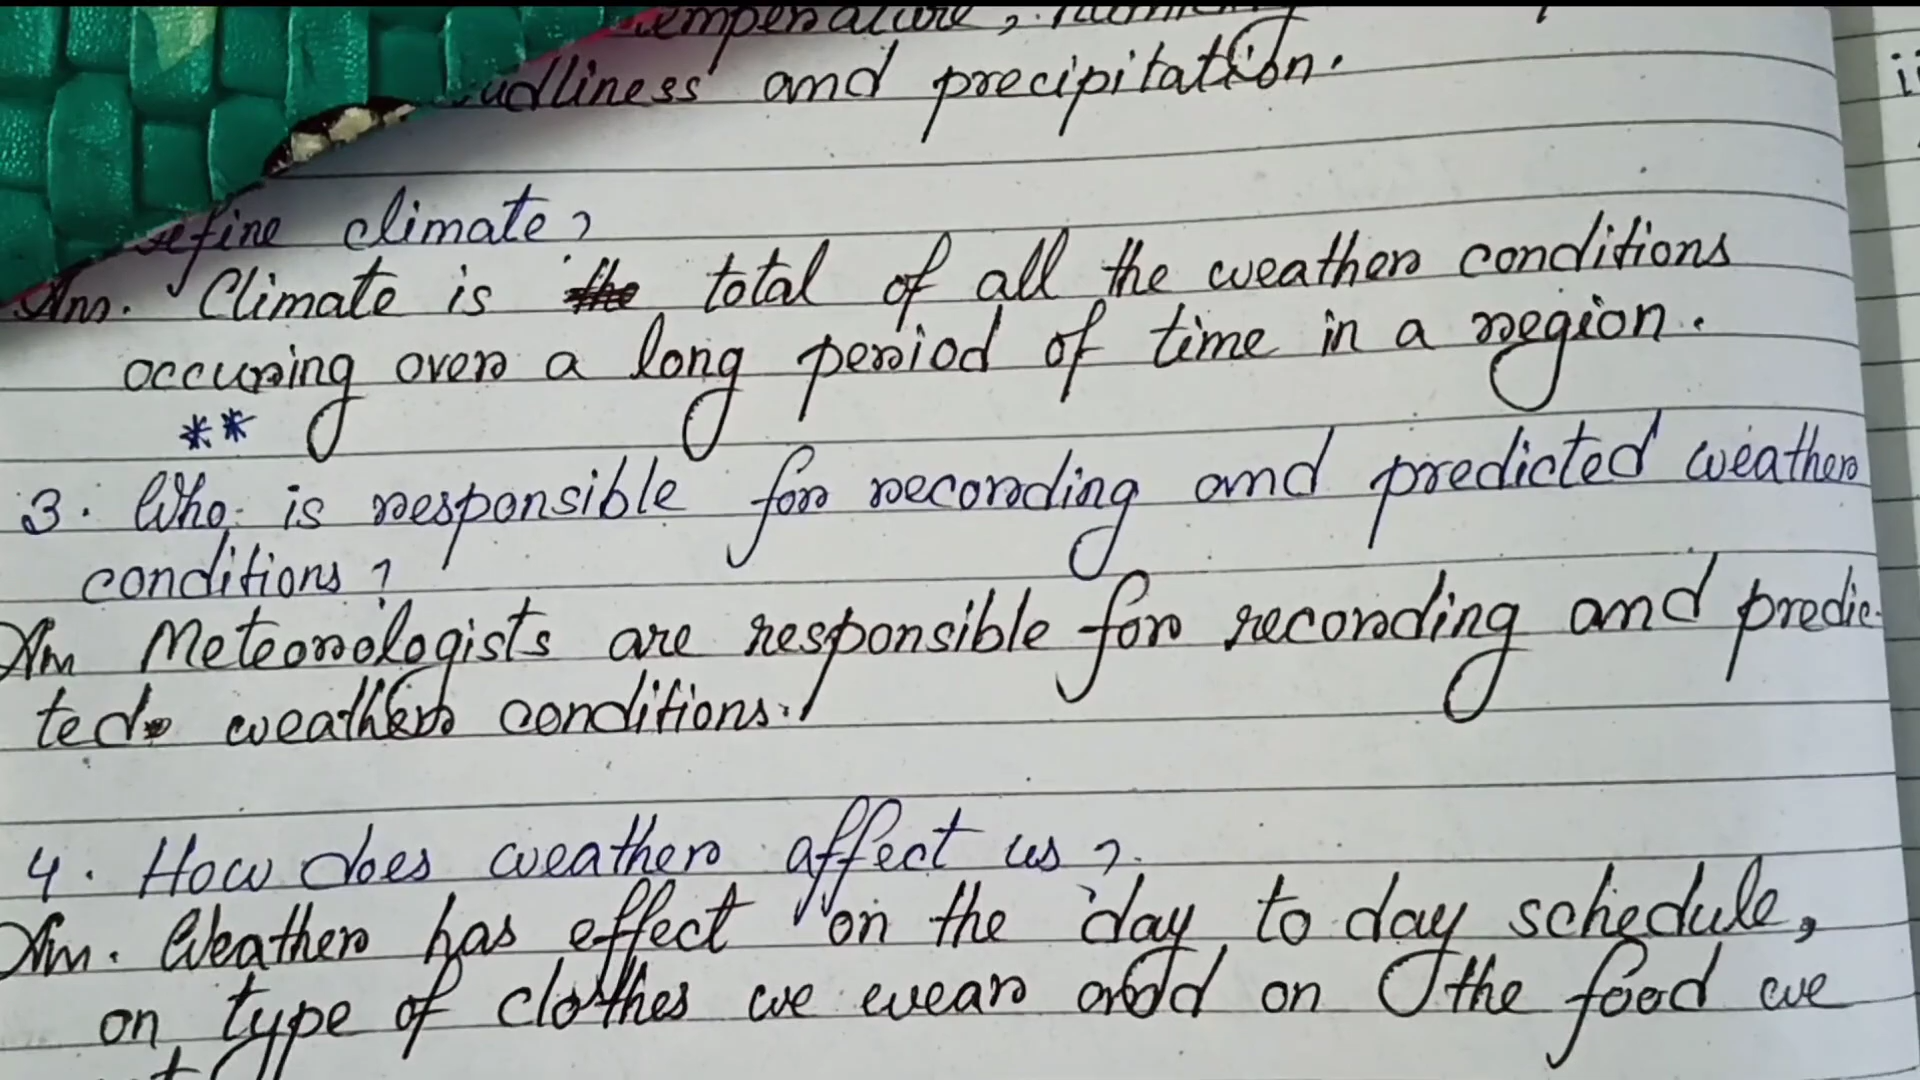 temperature,
and precipitation.
define climate?
Ans. Climate is the total of all the weather conditions
occuring over a long period of time in a region.
**
3. Who is responsible for recording and predicted weather
conditions?
Ans Meteorologists are responsible for recording and predic-
ted weather conditions.
4. How does weather affect us?
Ans. Weather has effect on the day to day schedule,
on type of clothes we wear and on the food we